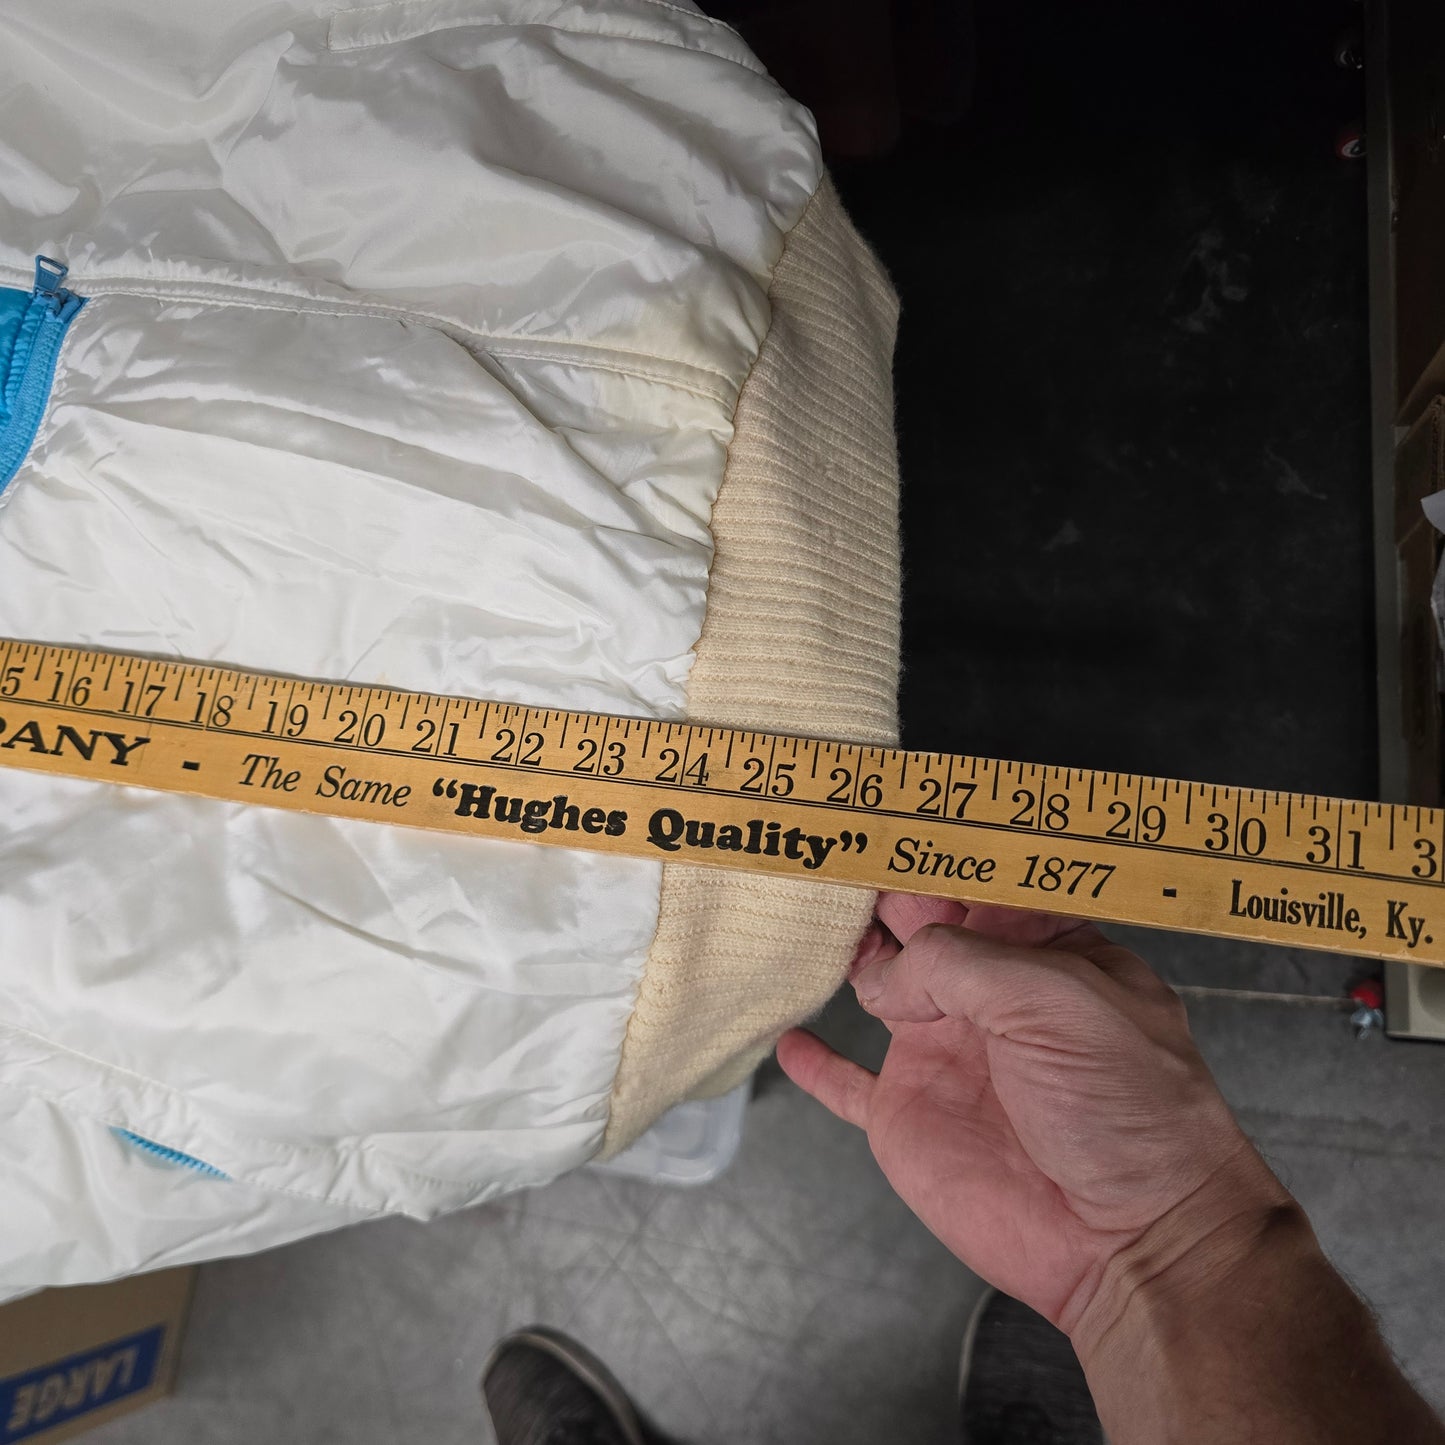 5 16 17 18 19 20 21 22 23 24 25 26 27 28 29 30 31 3
PANY - The Same “Hughes Quality” Since 1877 - Louisville, Ky.
LARGE